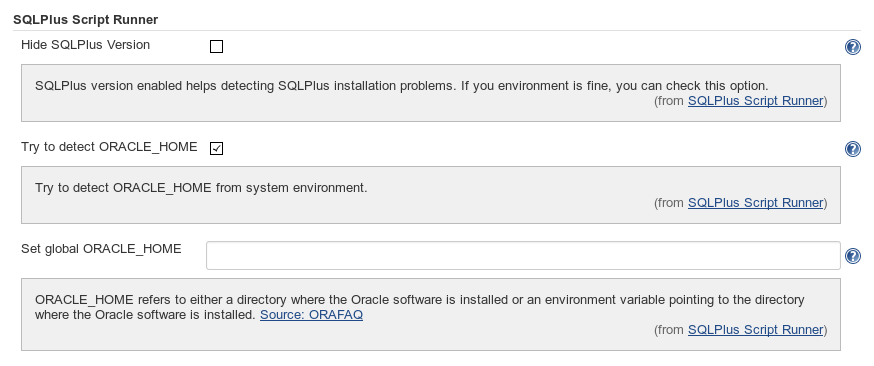 SQLPlus Script Runner
Hide SQLPlus Version
SQLPlus version enabled helps detecting SQLPlus installation problems. If you environment is fine, you can check this option.
(from SQLPlus Script Runner)
Try to detect ORACLE_HOME
Try to detect ORACLE_HOME from system environment.
(from SQLPlus Script Runner)
Set global ORACLE_HOME
ORACLE_HOME refers to either a directory where the Oracle software is installed or an environment variable pointing to the directory
where the Oracle software is installed. Source: ORAFAQ
(from SQLPlus Script Runner)